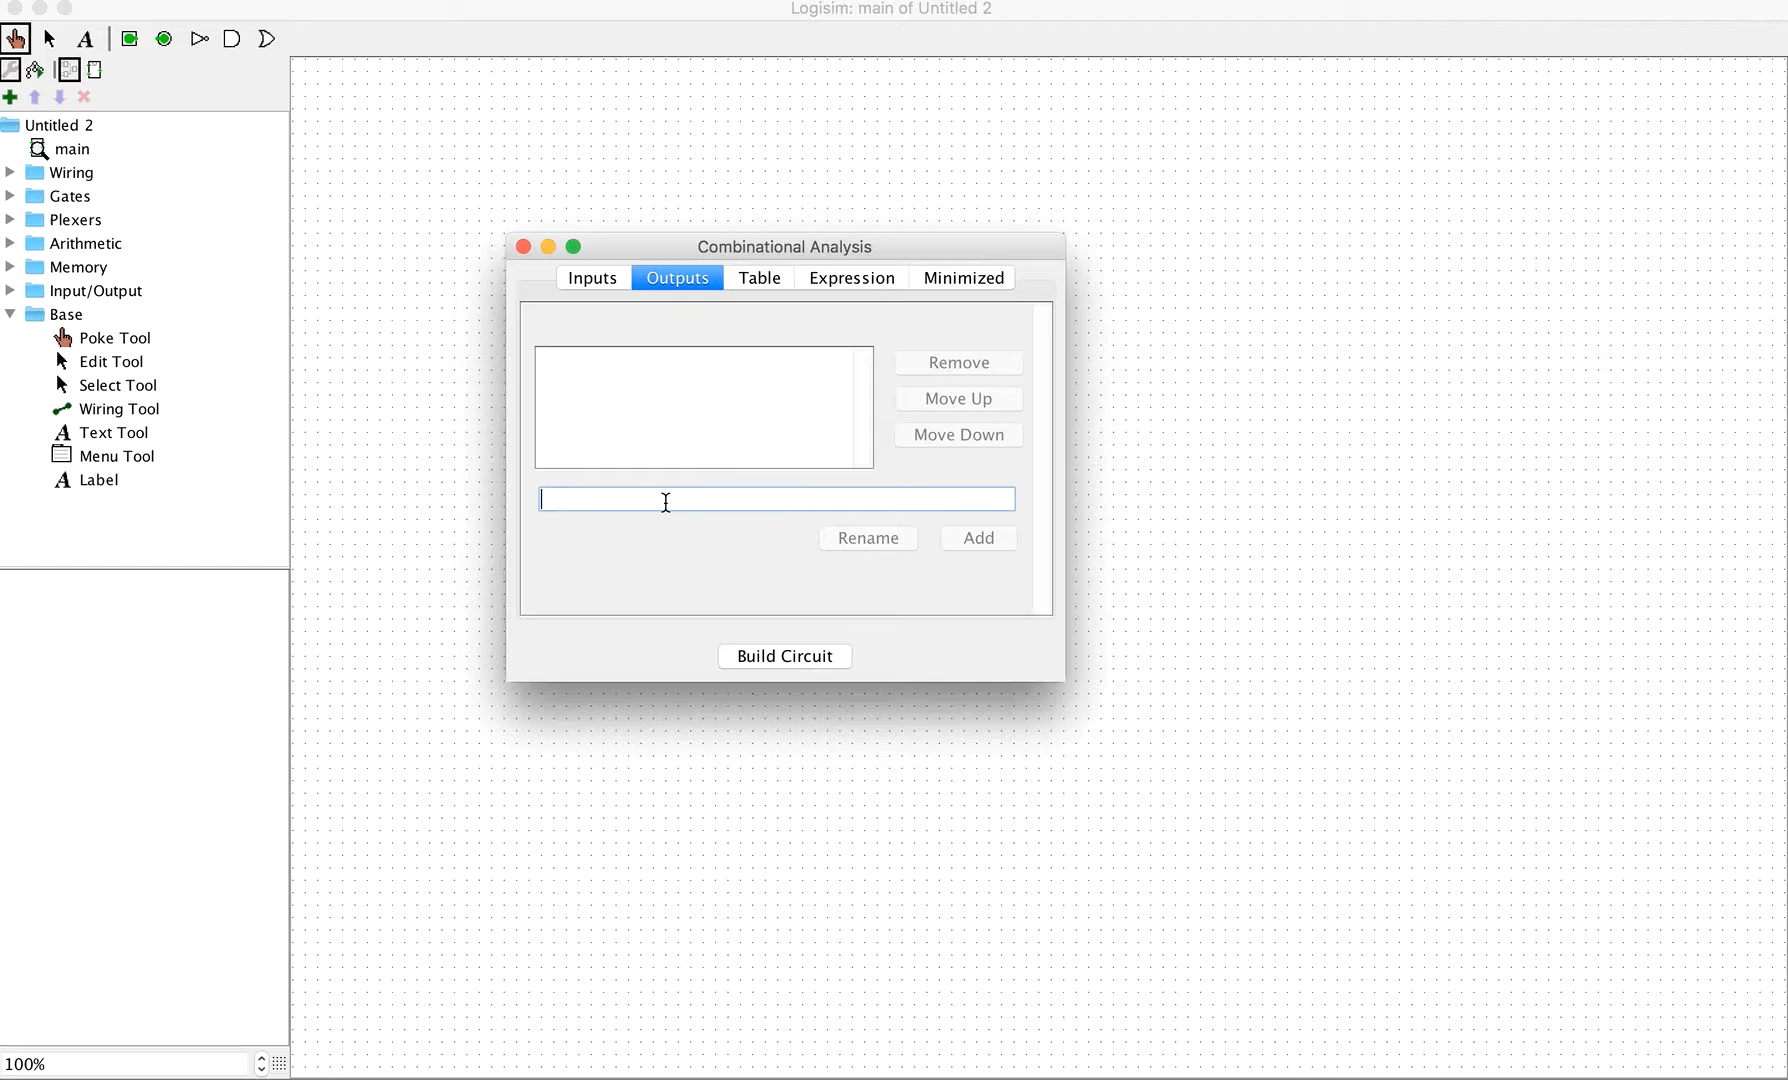 Logisim: main of Untitled 2
A
Untitled 2
main
Wiring
Gates
Plexers
Arithmetic
Memory
Input/Output
Base
Poke Tool
Edit Tool
Select Tool
Wiring Tool
A Text Tool
Menu Tool
A Label
100%
Combinational Analysis
Inputs Outputs Table Expression Minimized
Remove
Move Up
Move Down
Rename Add
Build Circuit